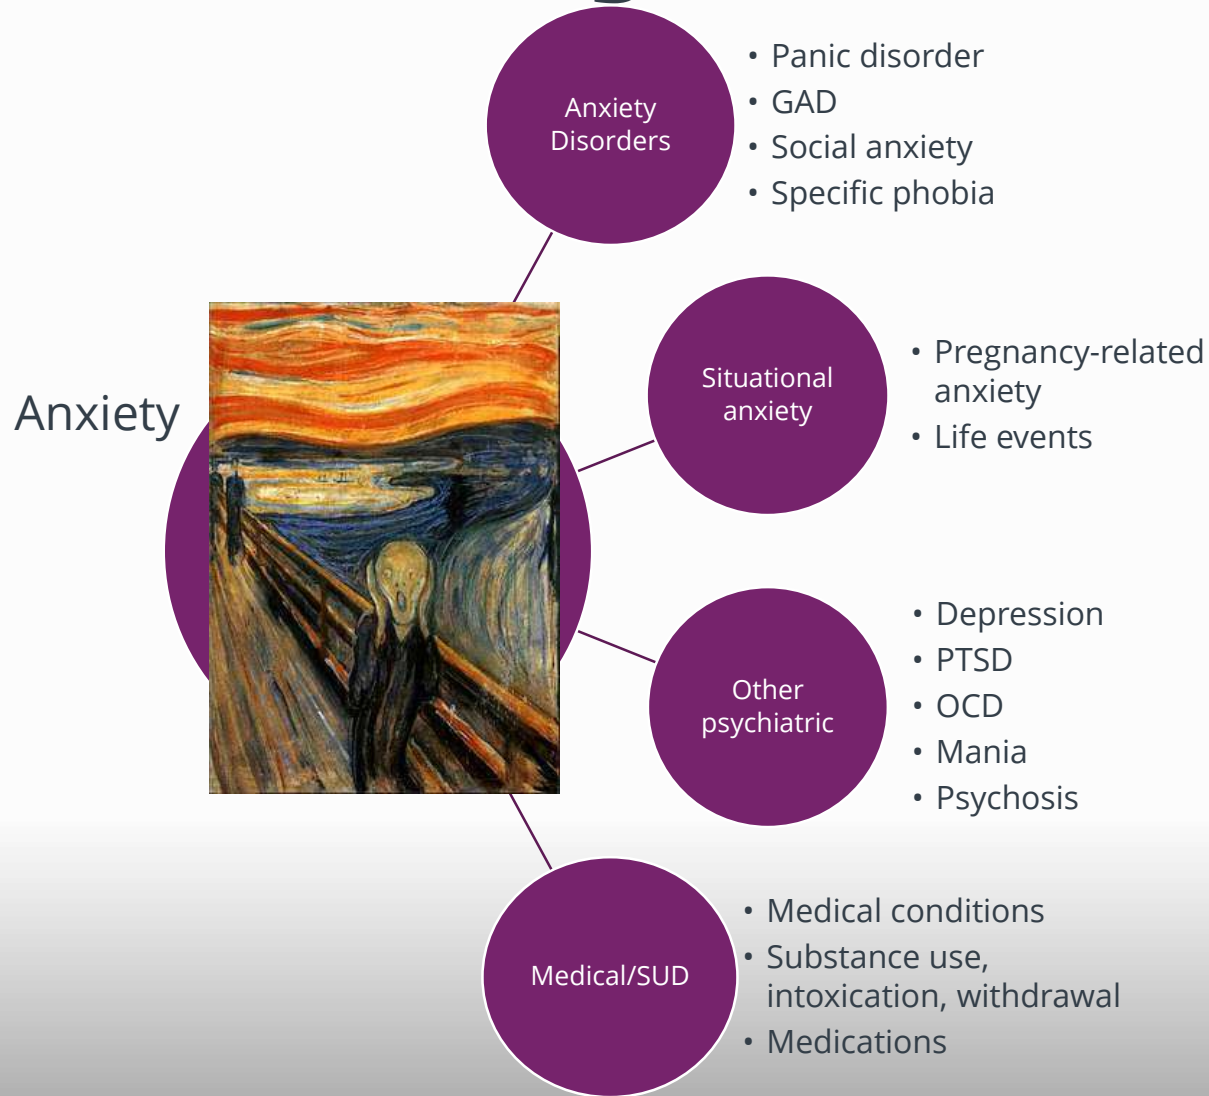 Anxiety
Anxiety
Disorders
• Panic disorder
• GAD
• Social anxiety
• Specific phobia
Situational
anxiety
• Pregnancy-related
anxiety
• Life events
Other
psychiatric
• Depression
• PTSD
• OCD
• Mania
• Psychosis
Medical/SUD
• Medical conditions
• Substance use,
intoxication, withdrawal
• Medications